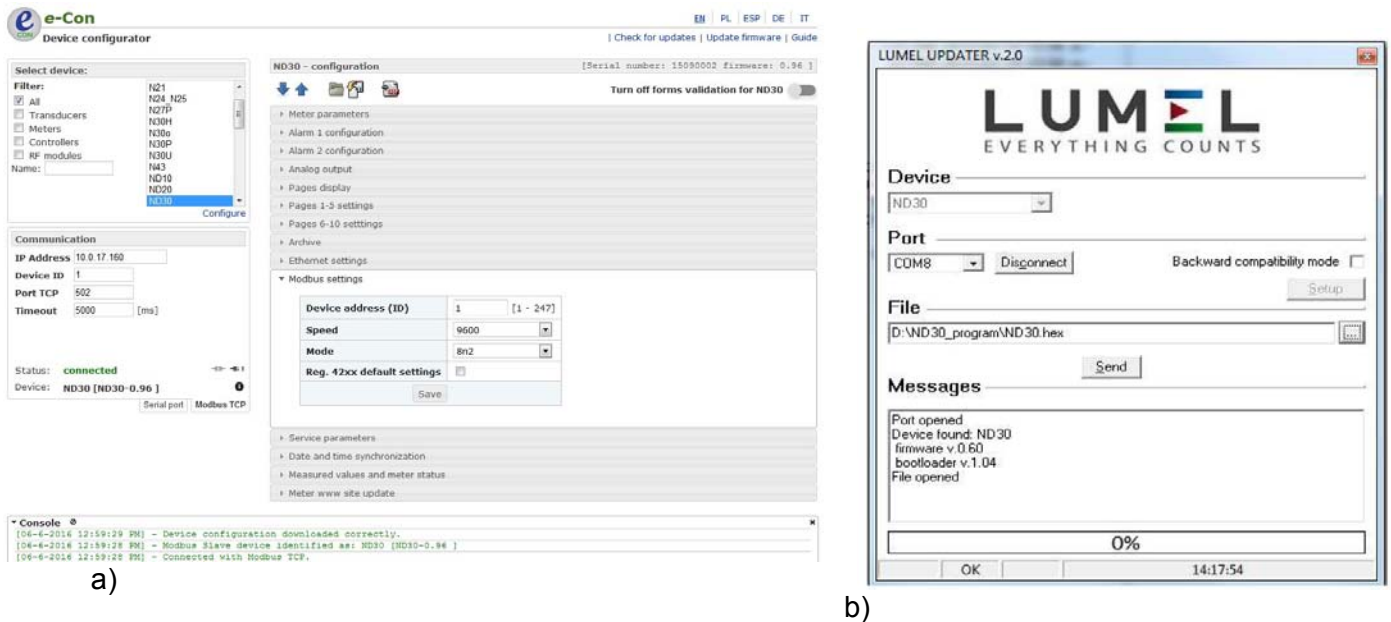 e-Con
Device configurator
EN | PL | ESP | DE | IT
| Check for updates | Update firmware | Guide
Select device:
Filter:
All
Transducers
Meters
Controllers
RF modules
Name:
N21
N24_N25
N27P
N30H
N30o
N30P
N30U
N43
ND10
ND20
ND30
Configure
Communication
IP Address 10.0.17.160
Device ID 1
Port TCP 502
Timeout 5000 [ms]
Status: connected
Device: ND30 [ND30-0.96 ]
Serial port Modbus TCP
ND30 - configuration [Serial number: 15090002 firmware: 0.96 ]
Turn off forms validation for ND30
Meter parameters
Alarm 1 configuration
Alarm 2 configuration
Analog output
Pages display
Pages 1-5 settings
Pages 6-10 setttings
Archive
Ethernet settings
Modbus settings
Device address (ID) 1 [1 - 247]
Speed 9600
Mode 8n2
Reg. 42xx default settings
Save
Service parameters
Date and time synchronization
Measured values and meter status
Meter www site update
Console
[06-6-2016 12:59:29 PM] - Device configuration downloaded correctly.
[06-6-2016 12:59:28 PM] - Modbus Slave device identified as: ND30 [ND30-0.96 ]
[06-6-2016 12:59:28 PM] - Connected with Modbus TCP.
a)
LUMEL UPDATER v.2.0
LUMEL
EVERYTHING COUNTS
Device
ND30
Port
COM8 Disconnect Backward compatibility mode
Setup
File
D:\ND30_program\ND30.hex ...
Send
Messages
Port opened
Device found: ND30
firmware v.0.60
bootloader v.1.04
File opened
0%
OK 14:17:54
b)